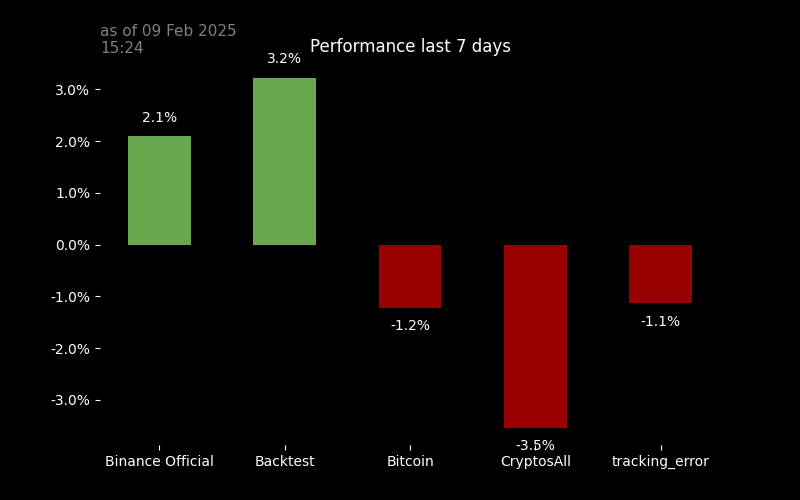 as of 09 Feb 2025
15:24
Performance last 7 days
3.2%
3.0%
2.1%
2.0%
1.0%
0.0%
-1.0%
-1.2%
-1.1%
-2.0%
-3.0%
-3.5%
Binance Official
Backtest
Bitcoin
CryptosAll
tracking_error